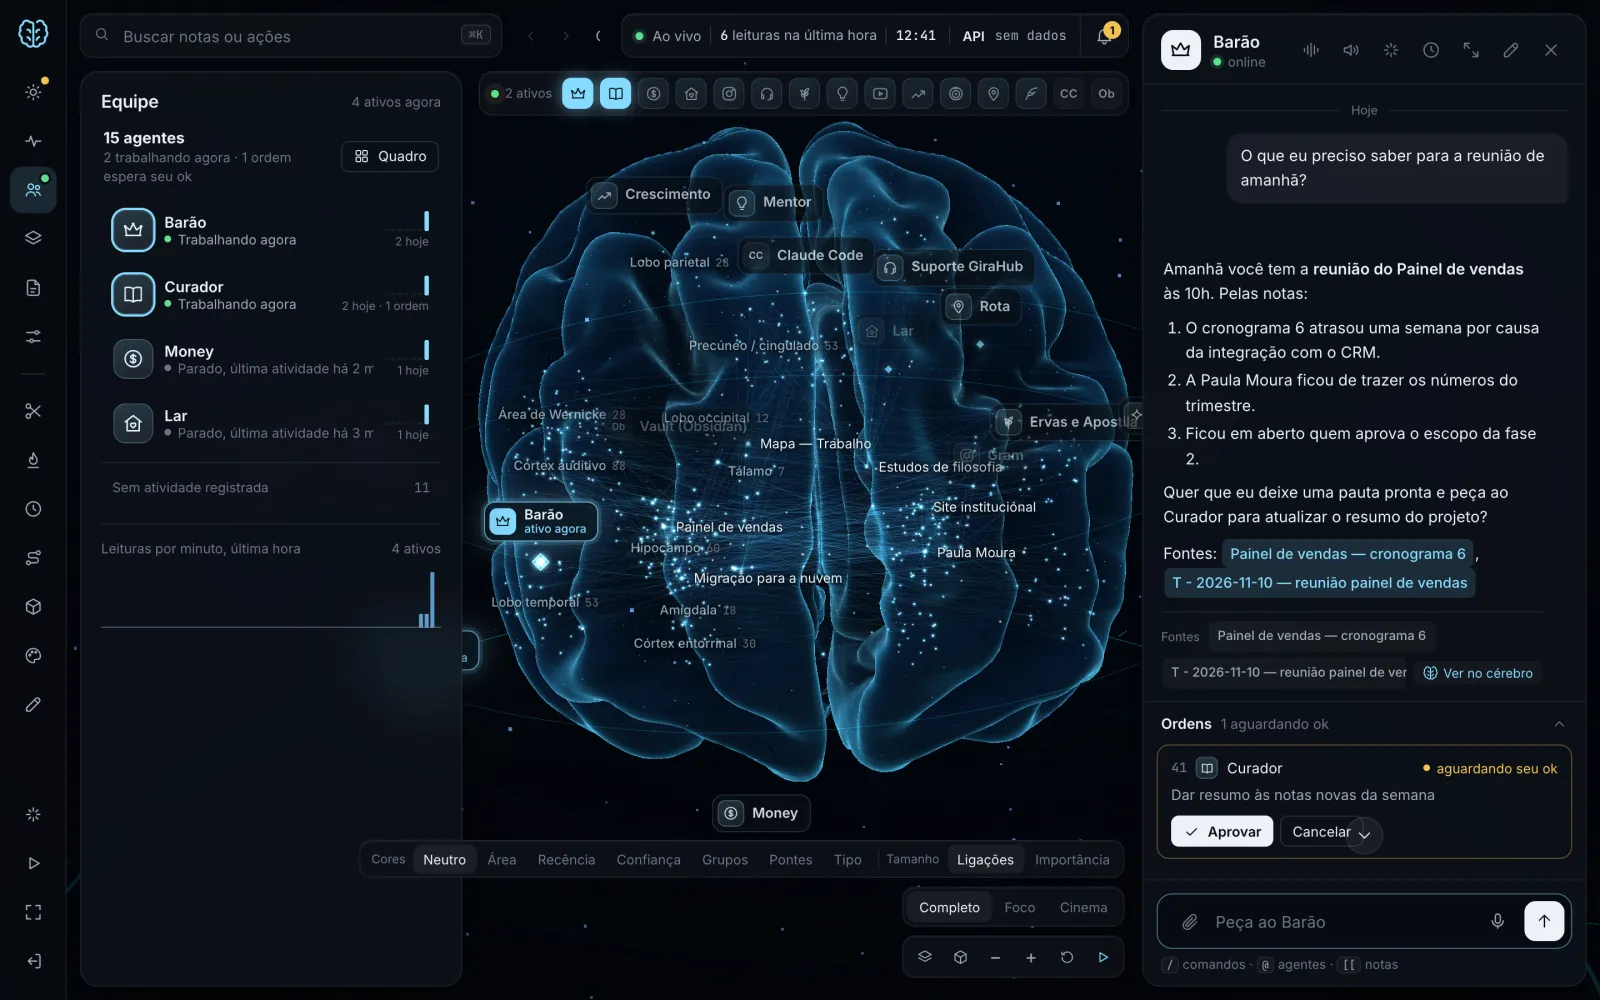 Buscar notas ou ações
⌘K
Ao vivo
6 leituras na última hora
12:41
API sem dados
1
Equipe
4 ativos agora
15 agentes
2 trabalhando agora · 1 ordem
espera seu ok
Quadro
Barão
Trabalhando agora
2 hoje
Curador
Trabalhando agora
2 hoje · 1 ordem
Money
Parado, última atividade há 2 m
1 hoje
Lar
Parado, última atividade há 3 m
1 hoje
Sem atividade registrada
11
Leituras por minuto, última hora
4 ativos
2 ativos
CC
Ob
Crescimento
Mentor
Lobo parietal 28
CC Claude Code
Suporte GiraHub
Rota
Lar
Precúneo / cingulado 53
Área de Wernicke 28
Lobo occipital 12
Ob Vault (Obsidian)
Ervas e Apostila
Mapa — Trabalho
Gram
Córtex auditivo 88
Tálamo 7
Estudos de filosofia
Site institucional
Barão
ativo agora
Painel de vendas
Hipocampo 60
Paula Moura
Migração para a nuvem
Lobo temporal 53
Amígdala 18
Córtex entorrinal 30
a
Money
Cores
Neutro
Área
Recência
Confiança
Grupos
Pontes
Tipo
Tamanho
Ligações
Importância
Completo
Foco
Cinema
Barão
online
Hoje
O que eu preciso saber para a reunião de
amanhã?
Amanhã você tem a reunião do Painel de vendas
às 10h. Pelas notas:
1. O cronograma 6 atrasou uma semana por causa
da integração com o CRM.
2. A Paula Moura ficou de trazer os números do
trimestre.
3. Ficou em aberto quem aprova o escopo da fase
2.
Quer que eu deixe uma pauta pronta e peça ao
Curador para atualizar o resumo do projeto?
Fontes: Painel de vendas — cronograma 6 ,
T - 2026-11-10 — reunião painel de vendas
Fontes
Painel de vendas — cronograma 6
T - 2026-11-10 — reunião painel de ver
Ver no cérebro
Ordens
1 aguardando ok
41
Curador
aguardando seu ok
Dar resumo às notas novas da semana
Aprovar
Cancelar
Peça ao Barão
/ comandos · @ agentes · [[ notas